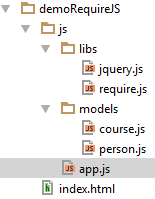 demoRequireJS
js
libs
jquery.js
require.js
models
course.js
person.js
app.js
index.html